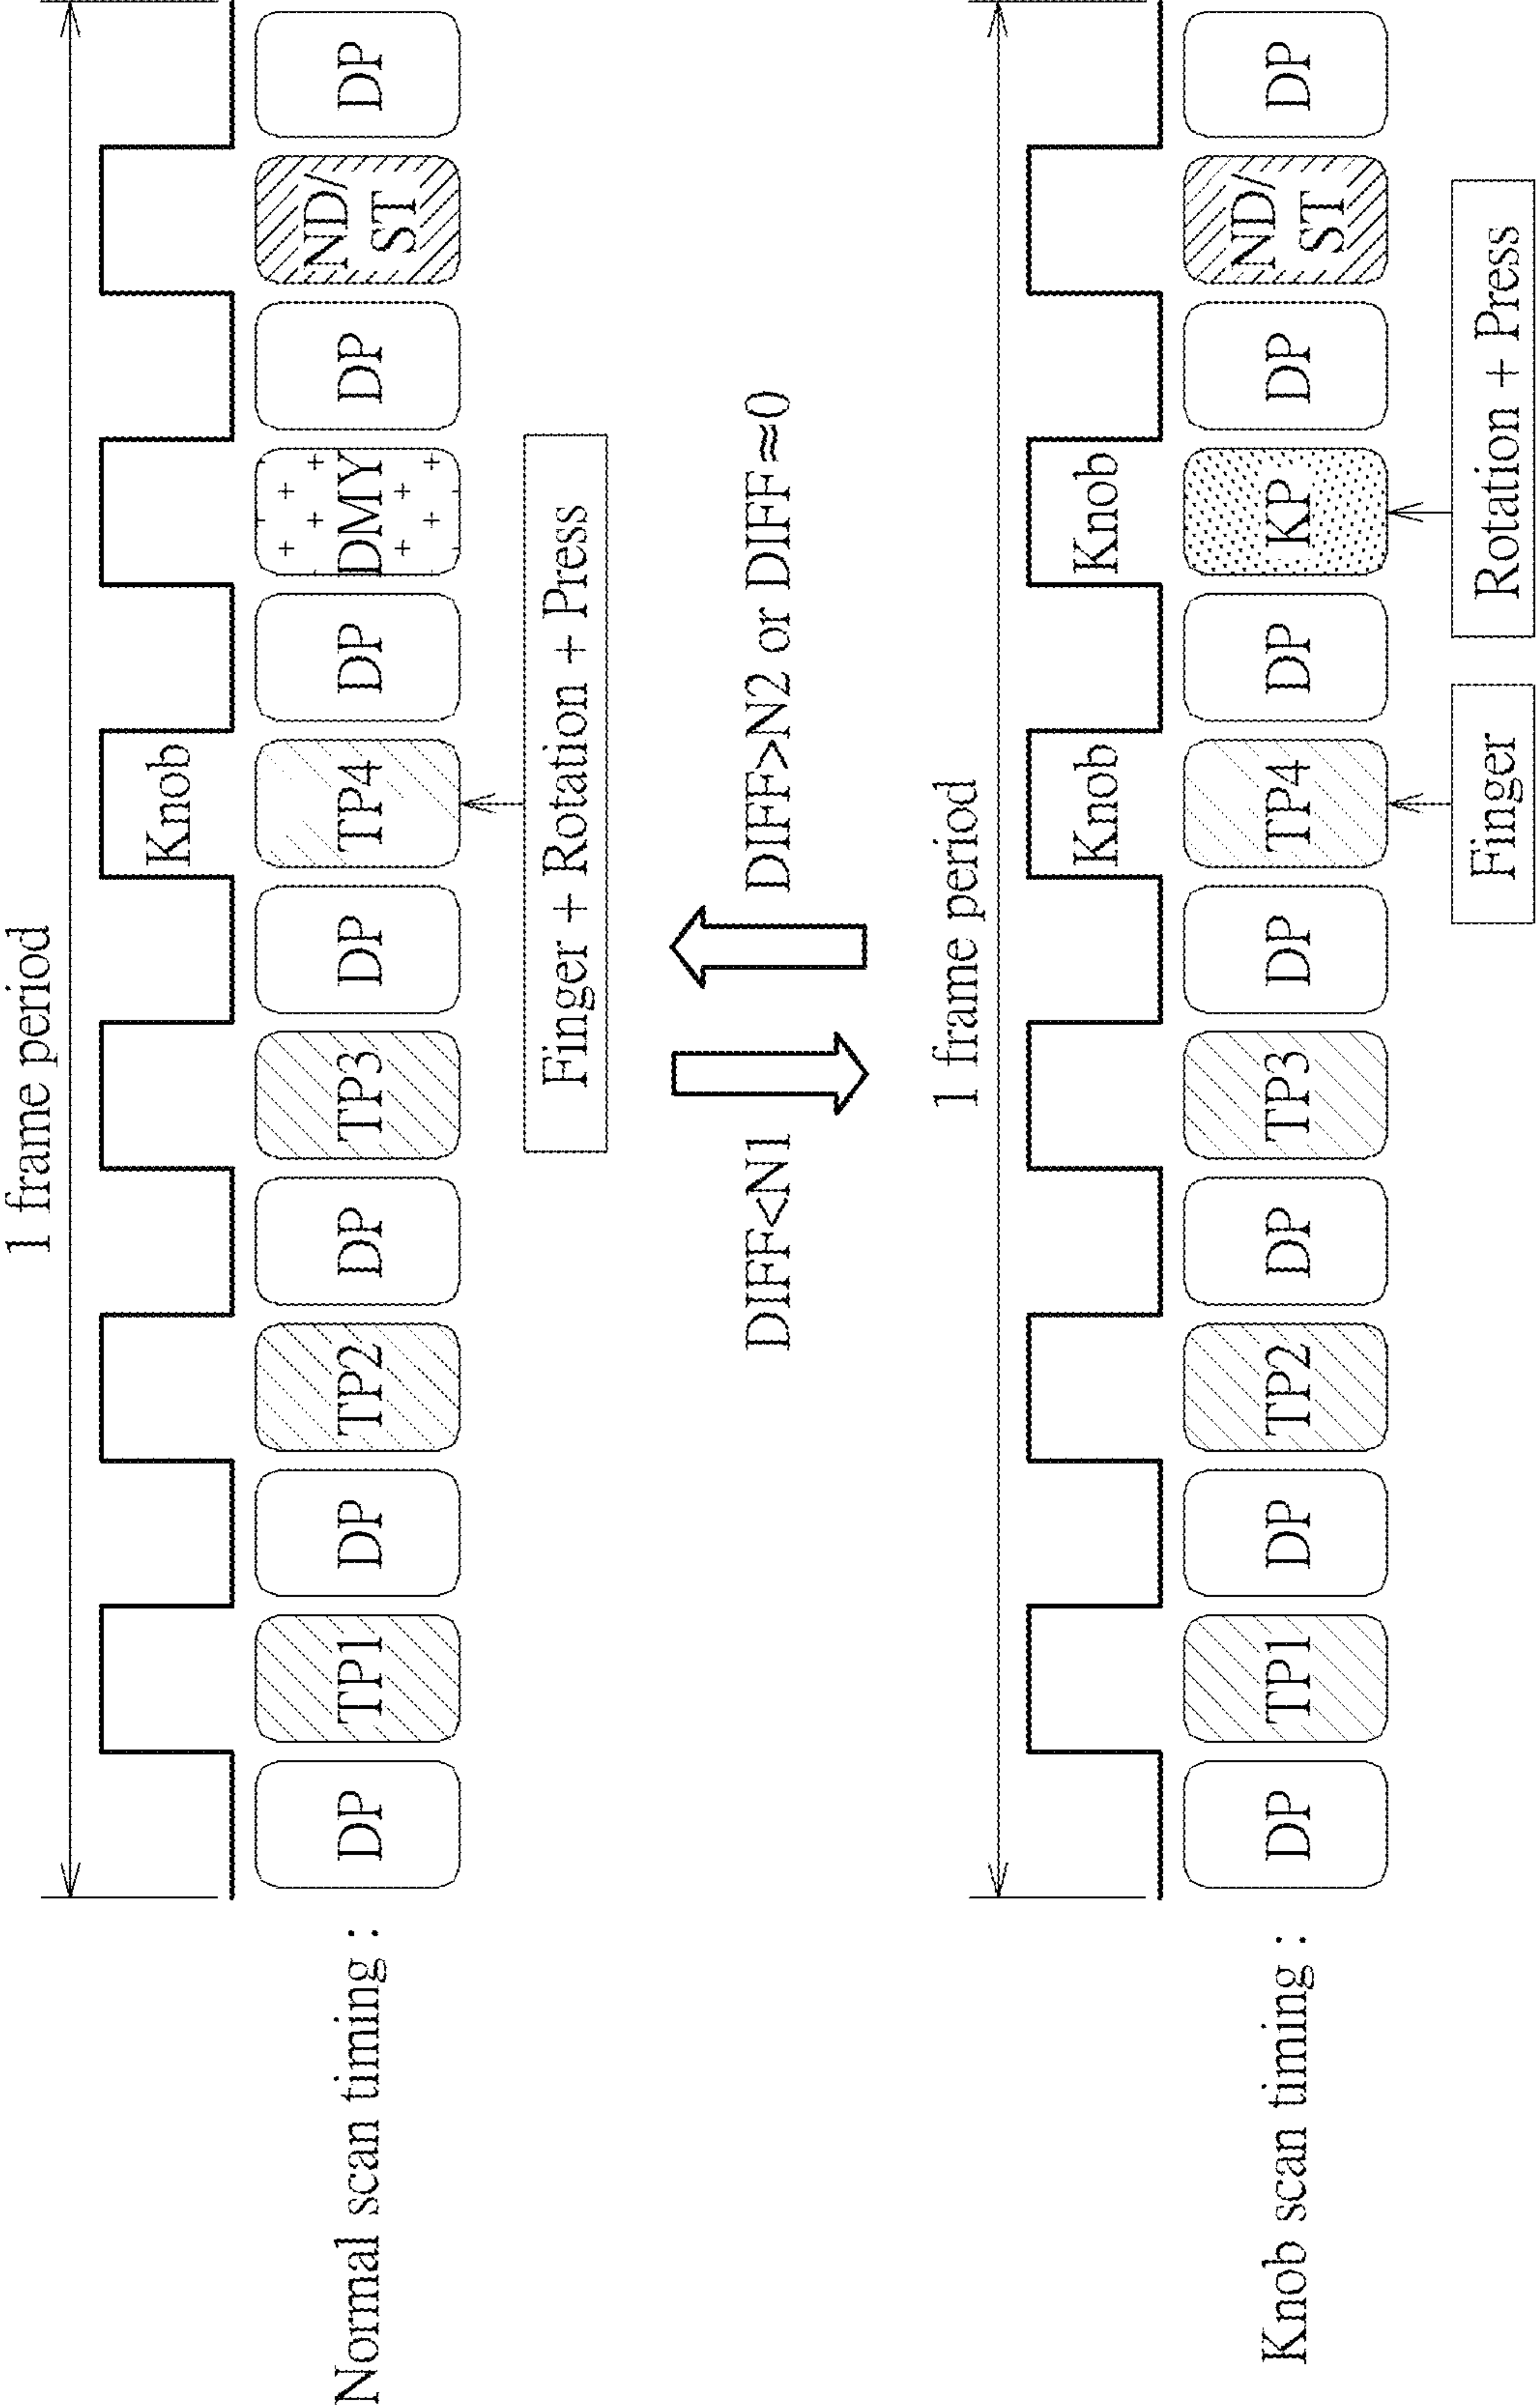 1 frame period
Knob
Normal scan timing :
DP
TP1
DP
TP2
DP
TP3
DP
TP4
DP
DMY
DP
ND/
ST
DP
Finger + Rotation + Press
DIFF<N1
DIFF>N2 or DIFF≈0
1 frame period
Knob
Knob
Knob scan timing :
DP
TP1
DP
TP2
DP
TP3
DP
TP4
DP
KP
DP
ND/
ST
DP
Finger
Rotation + Press